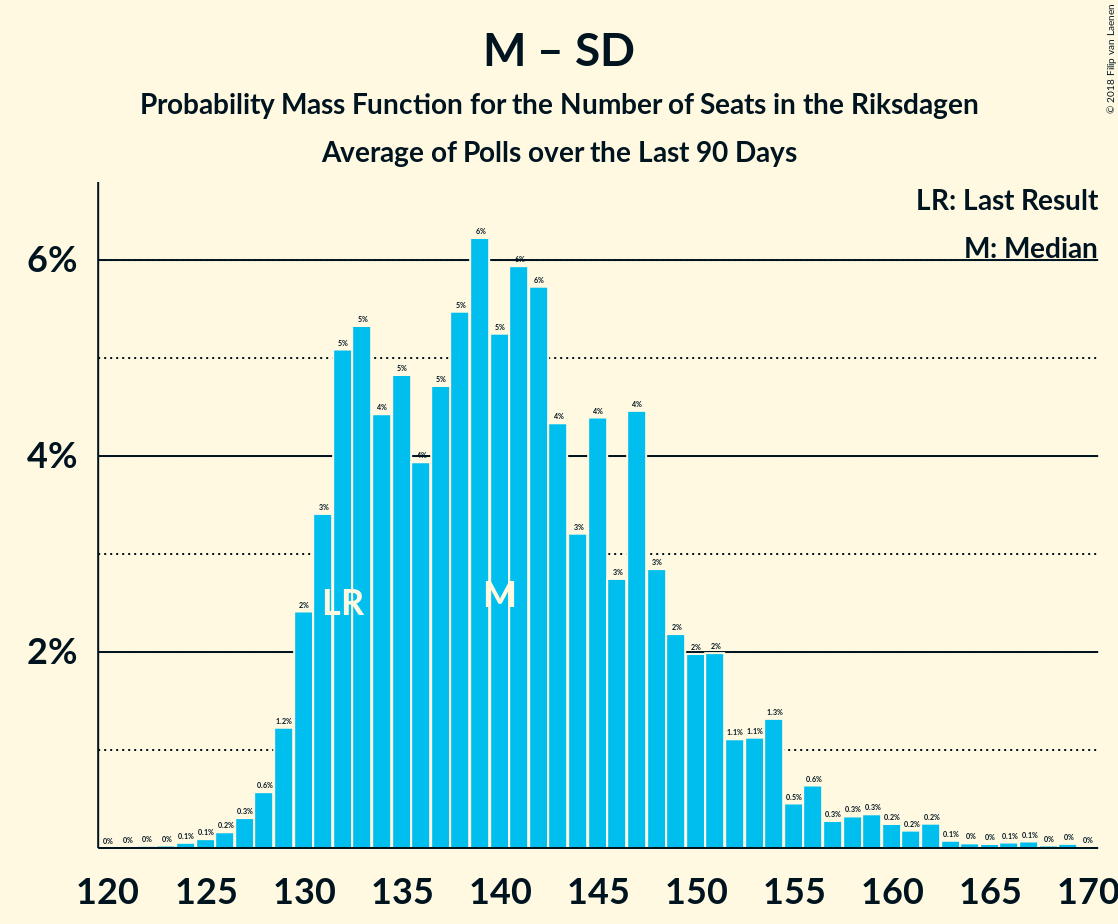 M – SD
Probability Mass Function for the Number of Seats in the Riksdagen
Average of Polls over the Last 90 Days
© 2018 Filip van Laenen
LR: Last Result
M: Median
6%
4%
2%
0% 0% 0% 0% 0.1% 0.1% 0.2% 0.3% 0.6% 1.2% 2% 3% 5% 5% 4% 5% 4% 5% 5% 6% 5% 6% 6% 4% 3% 4% 3% 4% 3% 2% 2% 2% 1.1% 1.1% 1.3% 0.5% 0.6% 0.3% 0.3% 0.3% 0.2% 0.2% 0.2% 0.1% 0% 0% 0.1% 0.1% 0% 0% 0%
LR M
120 125 130 135 140 145 150 155 160 165 170